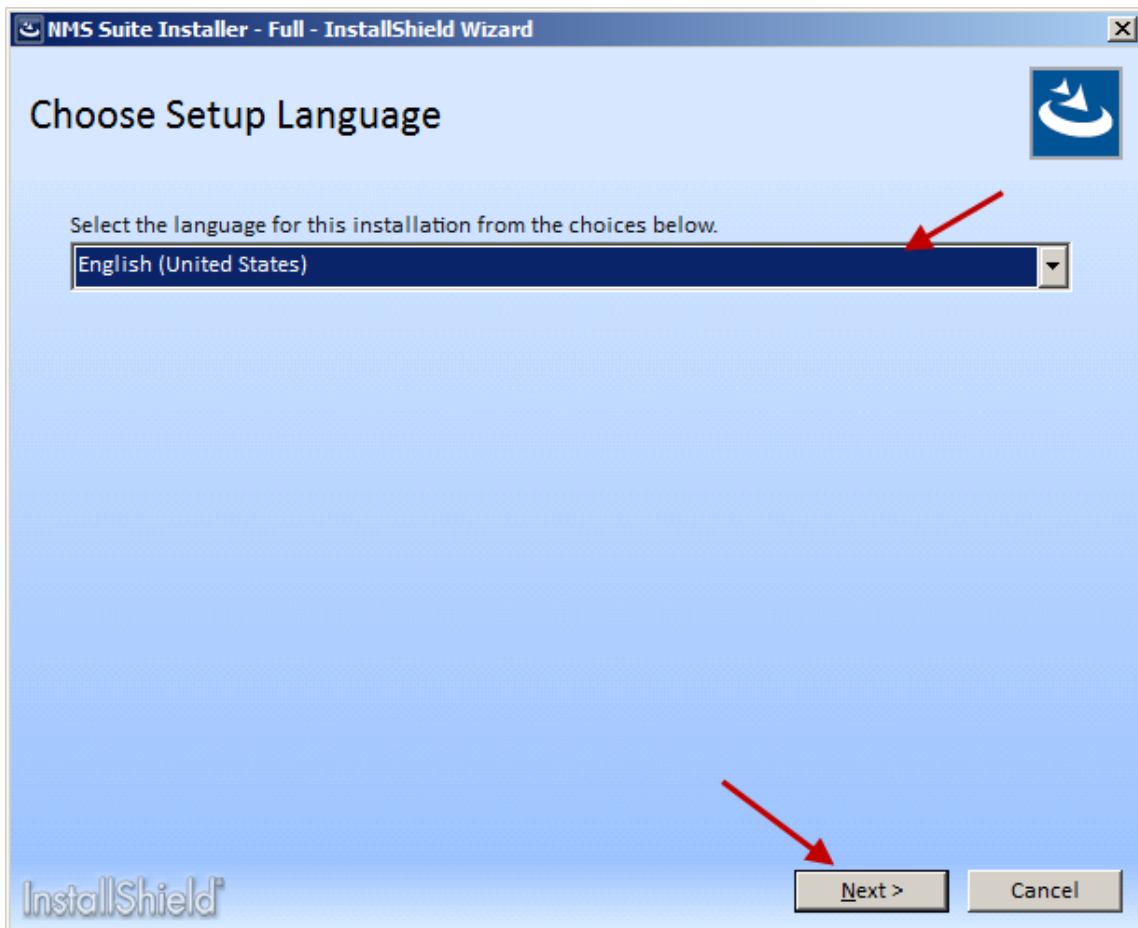 NMS Suite Installer - Full - InstallShield Wizard
Choose Setup Language
Select the language for this installation from the choices below.
English (United States)
InstallShield®
Next >
Cancel